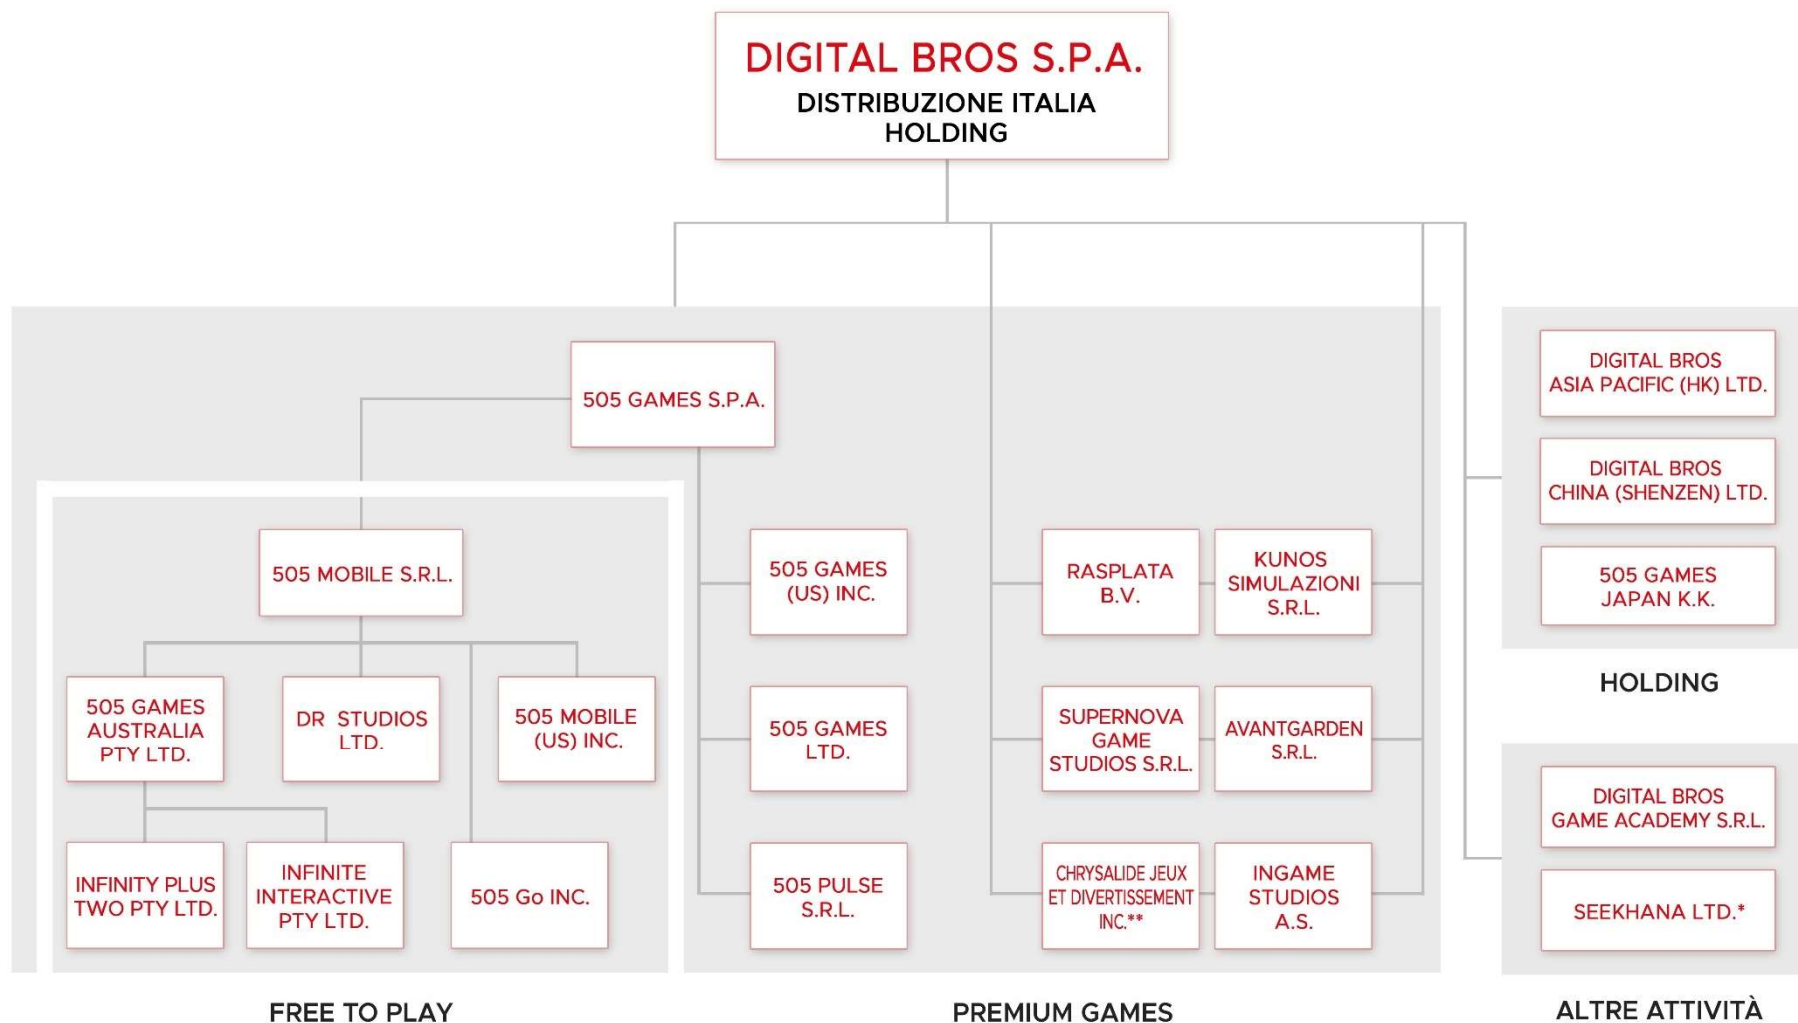 DIGITAL BROS S.P.A.
DISTRIBUZIONE ITALIA
HOLDING
505 GAMES S.P.A.
505 MOBILE S.R.L.
505 GAMES
AUSTRALIA
PTY LTD.
DR STUDIOS
LTD.
505 MOBILE
(US) INC.
INFINITY PLUS
TWO PTY LTD.
INFINITE
INTERACTIVE
PTY LTD.
505 Go INC.
FREE TO PLAY
505 GAMES
(US) INC.
505 GAMES
LTD.
505 PULSE
S.R.L.
RASPLATA
B.V.
KUNOS
SIMULAZIONI
S.R.L.
SUPERNOVA
GAME
STUDIOS S.R.L.
AVANTGARDEN
S.R.L.
CHRYSALIDE JEUX
ET DIVERTISSEMENT
INC.**
INGAME
STUDIOS
A.S.
PREMIUM GAMES
DIGITAL BROS
ASIA PACIFIC (HK) LTD.
DIGITAL BROS
CHINA (SHENZEN) LTD.
505 GAMES
JAPAN K.K.
HOLDING
DIGITAL BROS
GAME ACADEMY S.R.L.
SEEKHANA LTD.*
ALTRE ATTIVITÀ